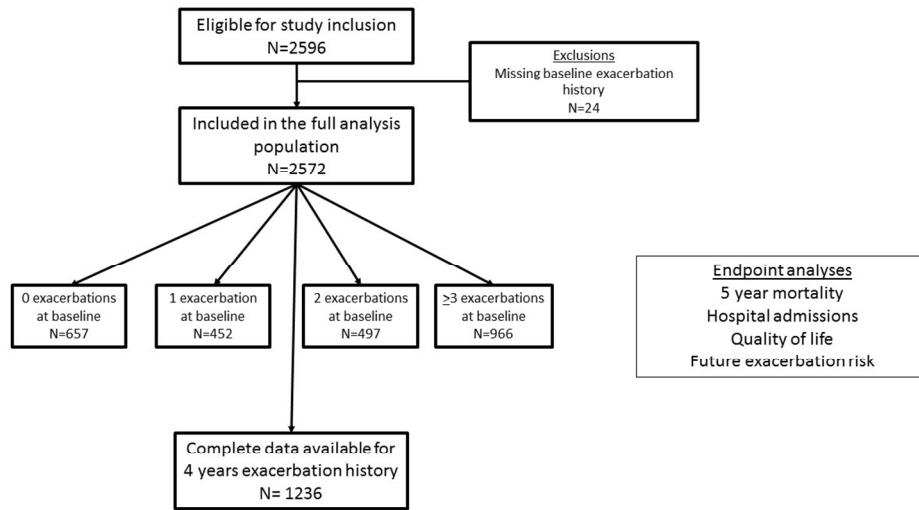 Eligible for study inclusion
N=2596
Exclusions
Missing baseline exacerbation
history
N=24
Included in the full analysis
population
N=2572
0 exacerbations
at baseline
N=657
1 exacerbation
at baseline
N=452
2 exacerbations
at baseline
N=497
≥3 exacerbations
at baseline
N=966
Endpoint analyses
5 year mortality
Hospital admissions
Quality of life
Future exacerbation risk
Complete data available for
4 years exacerbation history
N= 1236